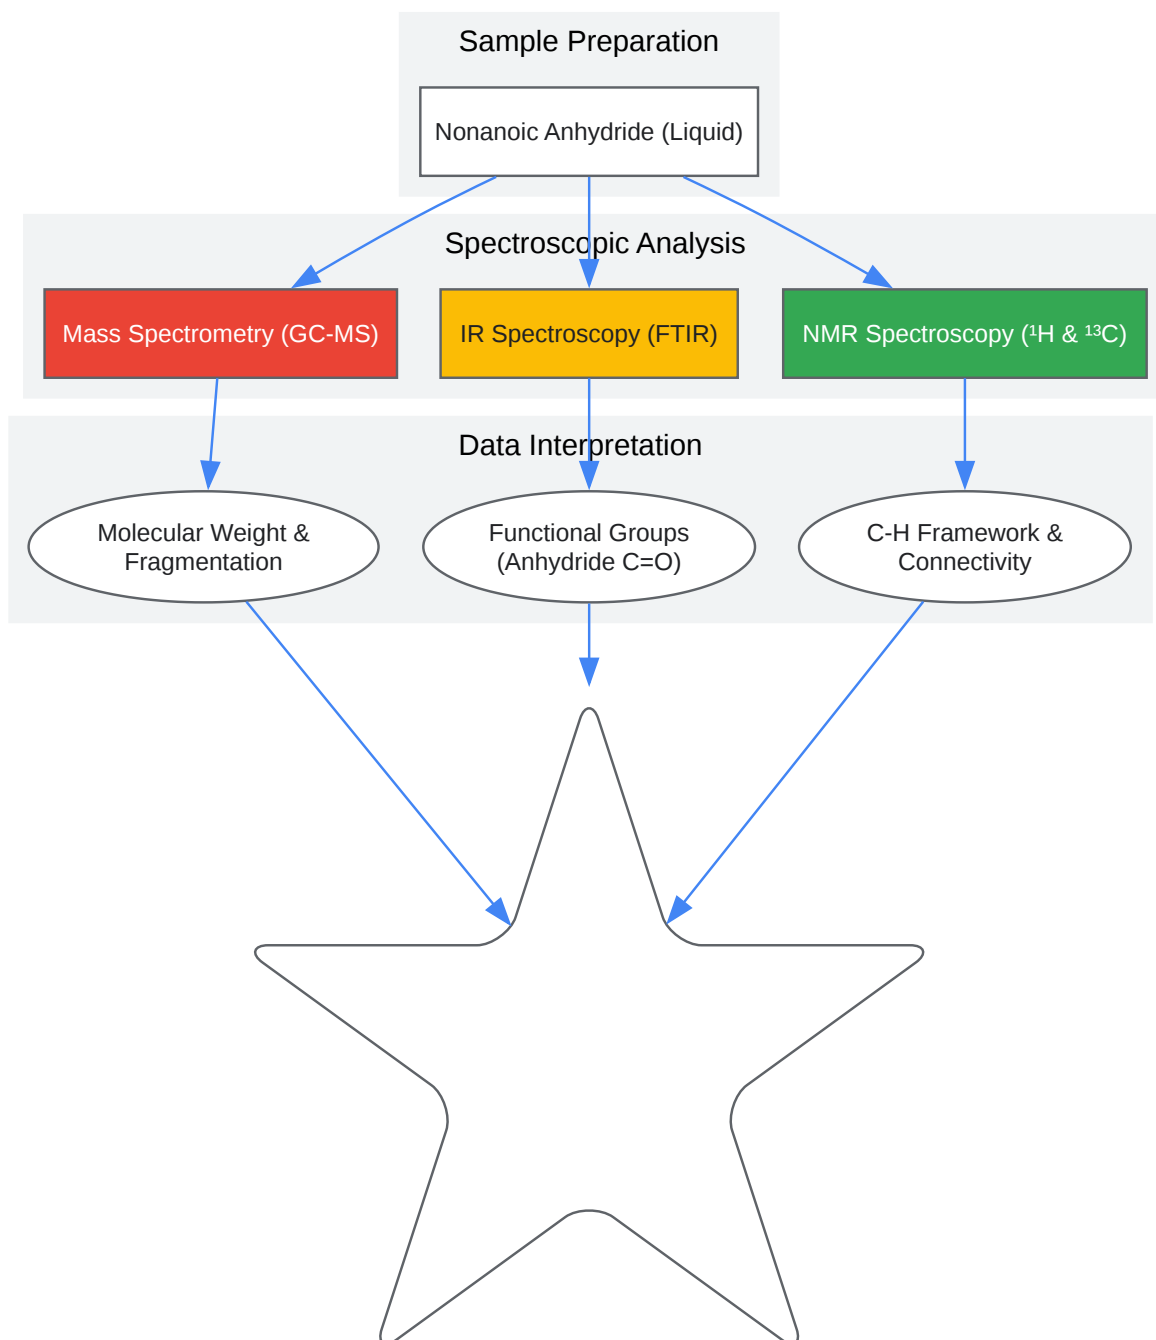 Sample Preparation
Nonanoic Anhydride (Liquid)
Spectroscopic Analysis
Mass Spectrometry (GC-MS)
IR Spectroscopy (FTIR)
NMR Spectroscopy (¹H & ¹³C)
Data Interpretation
Molecular Weight &
Fragmentation
Functional Groups
(Anhydride C=O)
C-H Framework &
Connectivity